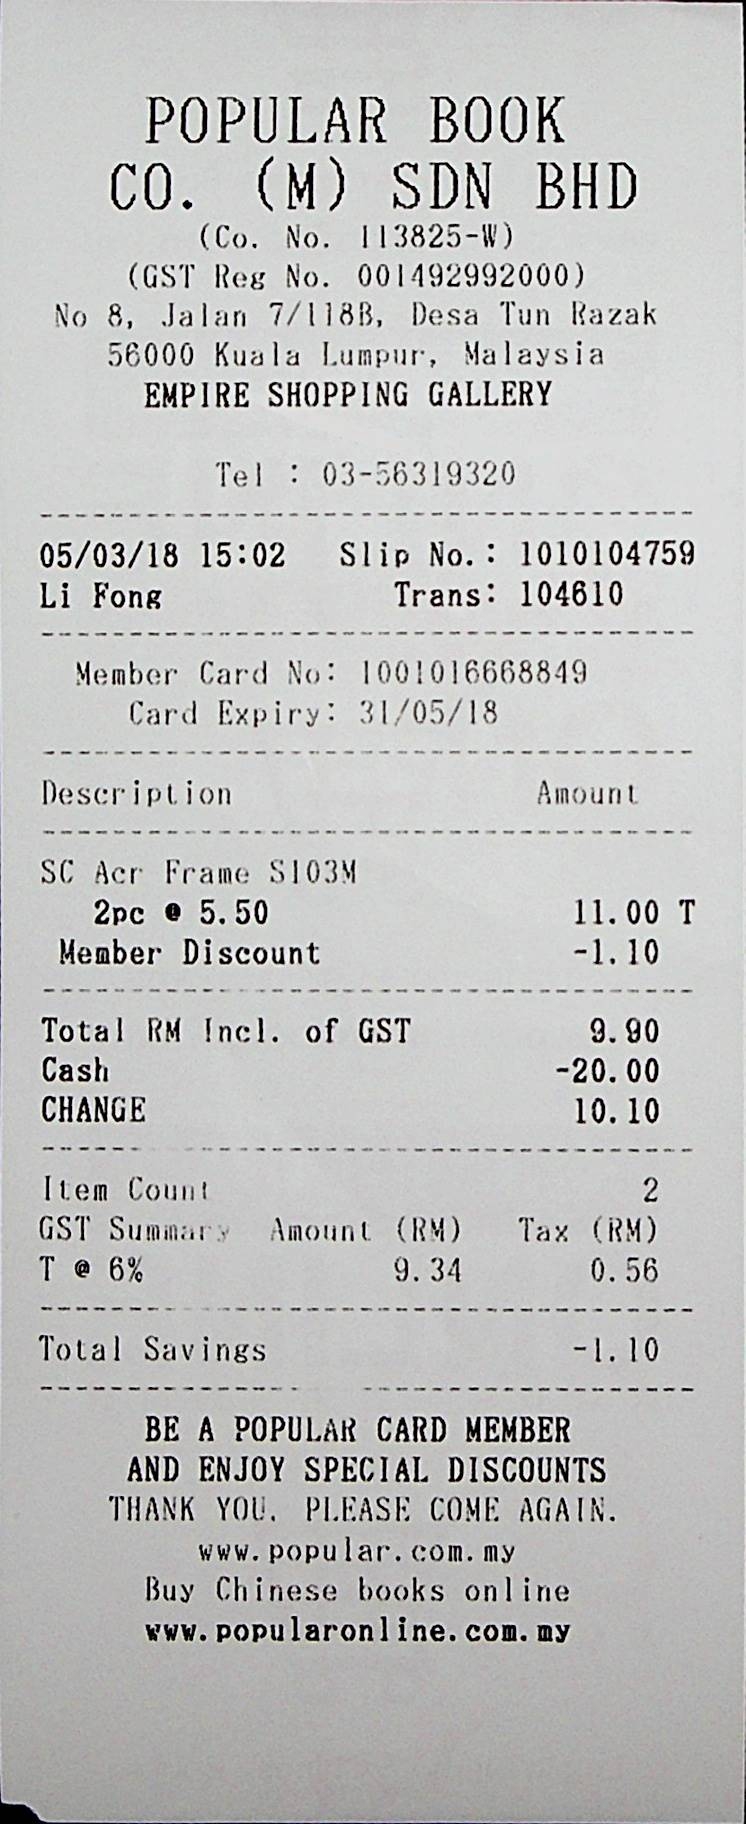 POPULAR BOOK
CO. (M) SDN BHD
(Co. No. 113825-W)
(GST Reg No. 001492992000)
No 8, Jalan 7/118B, Desa Tun Razak
56000 Kuala Lumpur, Malaysia
EMPIRE SHOPPING GALLERY
Tel : 03-56319320
05/03/18 15:02 Slip No.: 1010104759
Li Fong Trans: 104610
Member Card No: 1001016668849
Card Expiry: 31/05/18
Description Amount
SC Acr Frame S103M
2pc @ 5.50 11.00 T
Member Discount -1.10
Total RM Incl. of GST 9.90
Cash -20.00
CHANGE 10.10
Item Count 2
GST Summary Amount (RM) Tax (RM)
T @ 6% 9.34 0.56
Total Savings -1.10
BE A POPULAR CARD MEMBER
AND ENJOY SPECIAL DISCOUNTS
THANK YOU. PLEASE COME AGAIN.
www.popular.com.my
Buy Chinese books online
www.popularonline.com.my